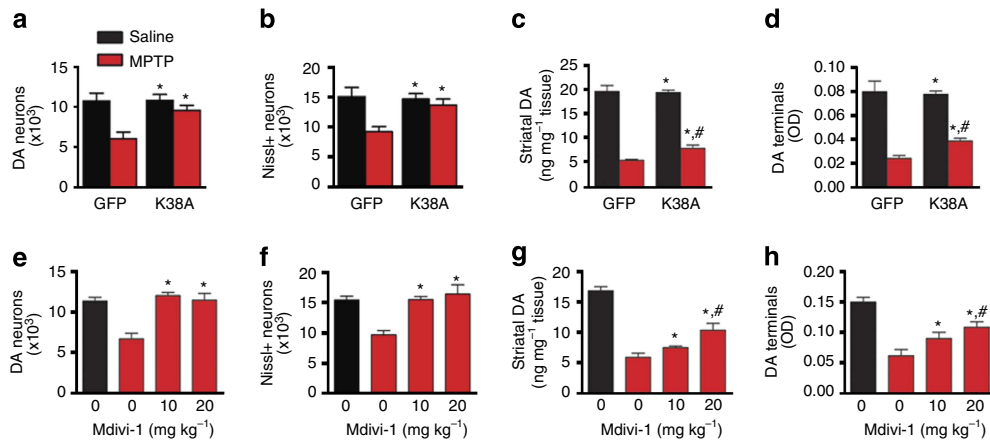 a
Saline
MPTP
DA neurons
(x10³)
15
10
5
0
* *
GFP K38A
b
Nissl+ neurons
(x10³)
20
15
10
5
0
* *
GFP K38A
c
Striatal DA
(ng mg⁻¹ tissue)
25
20
15
10
5
0
*
*,#
GFP K38A
d
DA terminals
(OD)
0.10
0.08
0.06
0.04
0.02
0.00
*
*,#
GFP K38A
e
DA neurons
(x10³)
15
10
5
0
* *
0 0 10 20
Mdivi-1 (mg kg⁻¹)
f
Nissl+ neurons
(x10³)
20
15
10
5
0
* *
0 0 10 20
Mdivi-1 (mg kg⁻¹)
g
Striatal DA
(ng mg⁻¹ tissue)
20
15
10
5
0
*
*,#
0 0 10 20
Mdivi-1 (mg kg⁻¹)
h
DA terminals
(OD)
0.20
0.15
0.10
0.05
0.00
*
*,#
0 0 10 20
Mdivi-1 (mg kg⁻¹)